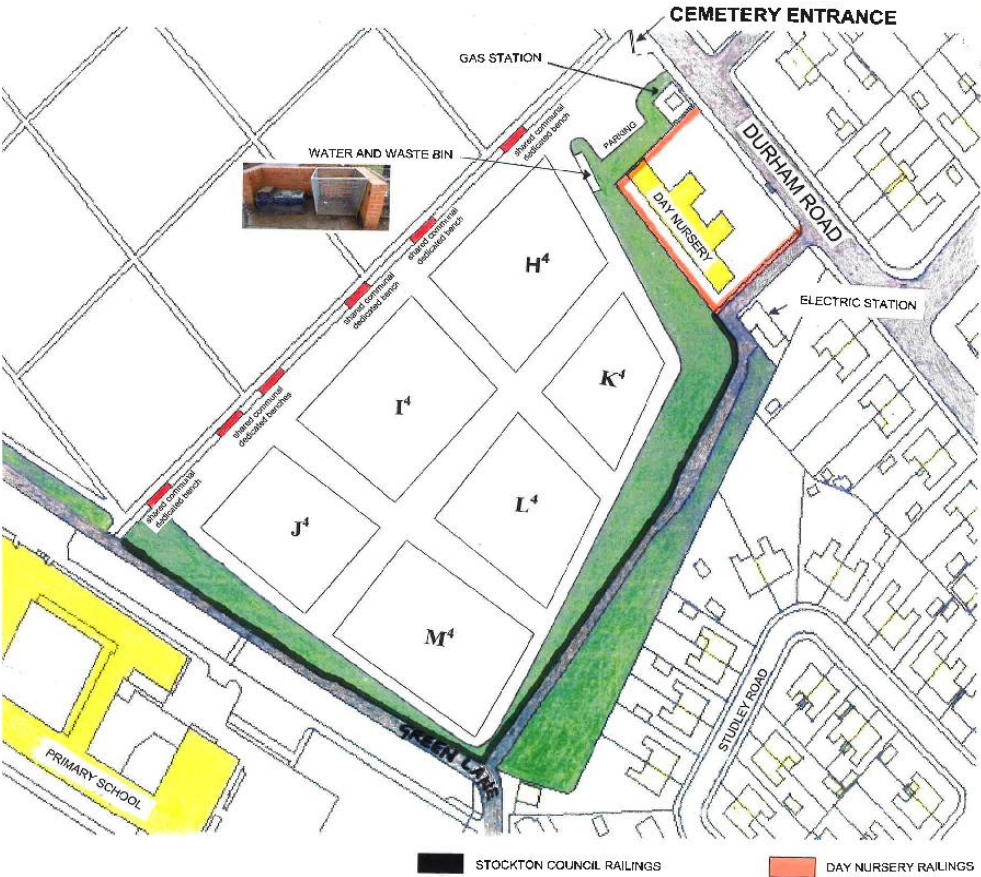 CEMETERY ENTRANCE
GAS STATION
PARKING
DURHAM ROAD
shared communal
dedicated bench
WATER AND WASTE BIN
DAY NURSERY
shared communal
dedicated bench
H⁴
shared communal
dedicated bench
ELECTRIC STATION
K⁴
I⁴
shared communal
dedicated benches
shared communal
dedicated bench
L⁴
J⁴
M⁴
STUDLEY ROAD
GREEN LANE
PRIMARY SCHOOL
STOCKTON COUNCIL RAILINGS
DAY NURSERY RAILINGS